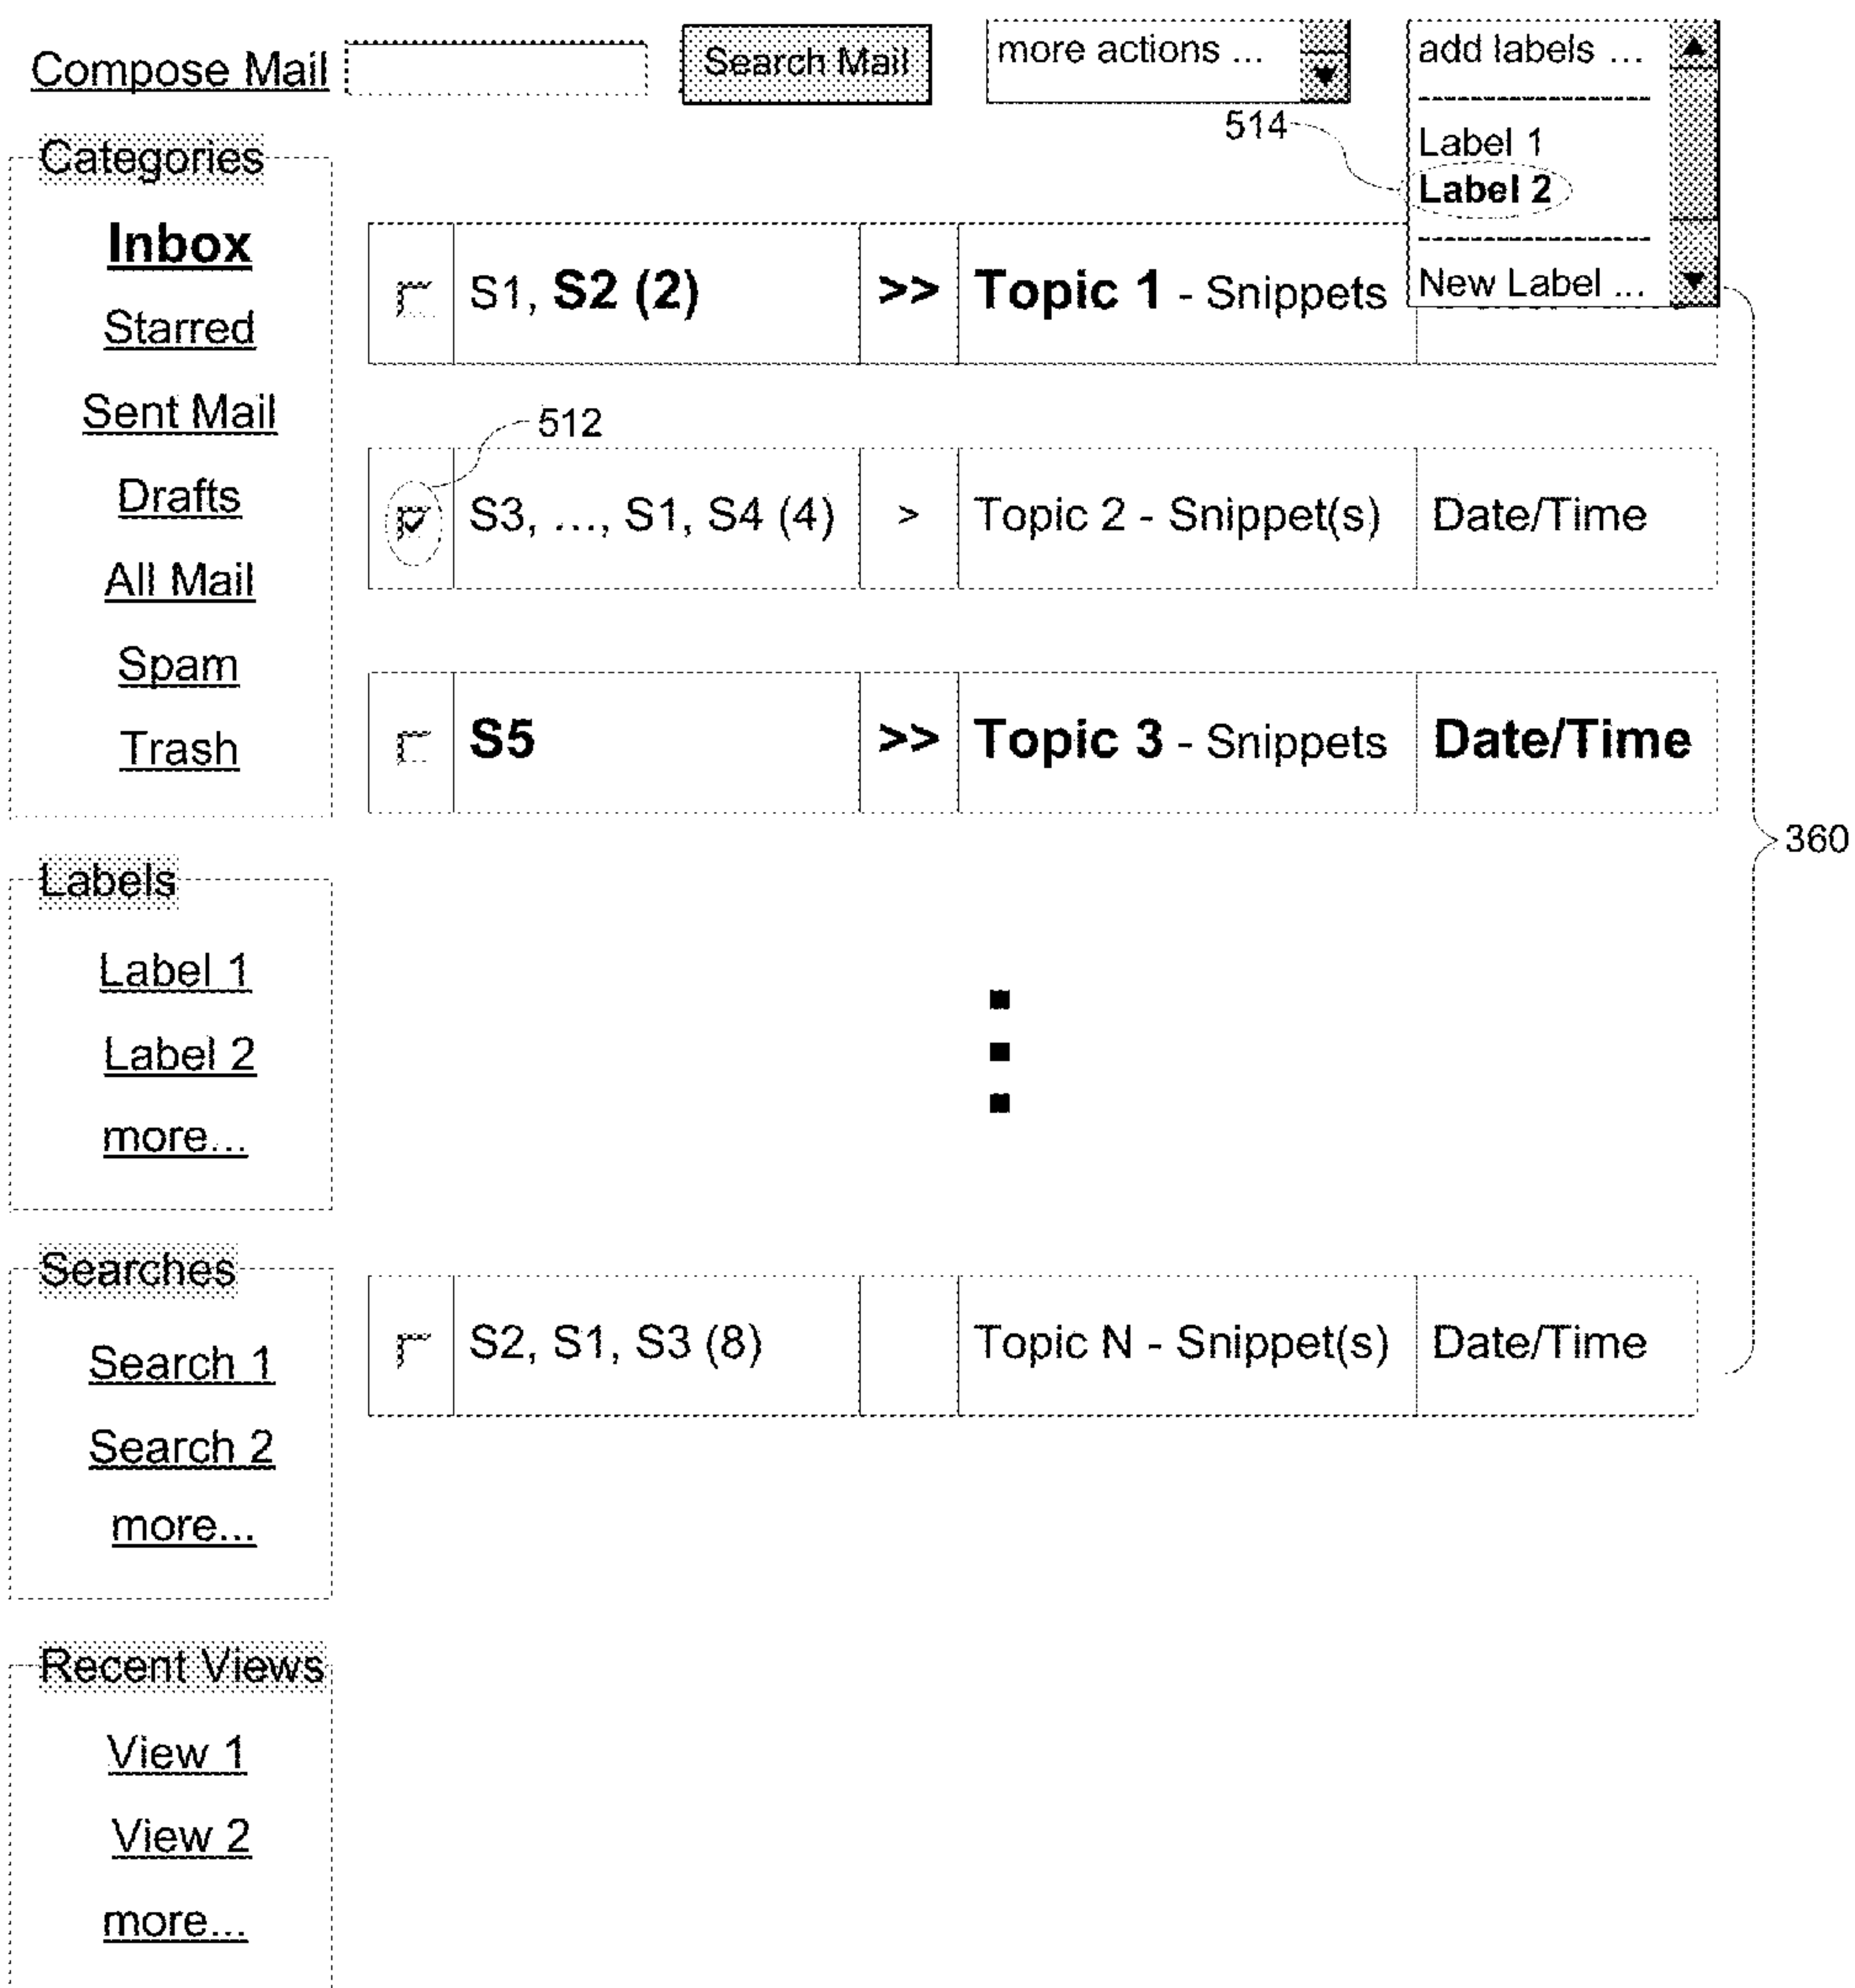 Compose Mail
Search Mail
more actions ...
add labels ...
Label 1
Label 2
New Label ...
514
Categories
Inbox
Starred
Sent Mail
Drafts
All Mail
Spam
Trash
S1, S2 (2) >> Topic 1 - Snippets
512
S3, ..., S1, S4 (4) > Topic 2 - Snippet(s) Date/Time
S5 >> Topic 3 - Snippets Date/Time
360
Labels
Label 1
Label 2
more...
S2, S1, S3 (8) Topic N - Snippet(s) Date/Time
Searches
Search 1
Search 2
more...
Recent Views
View 1
View 2
more...